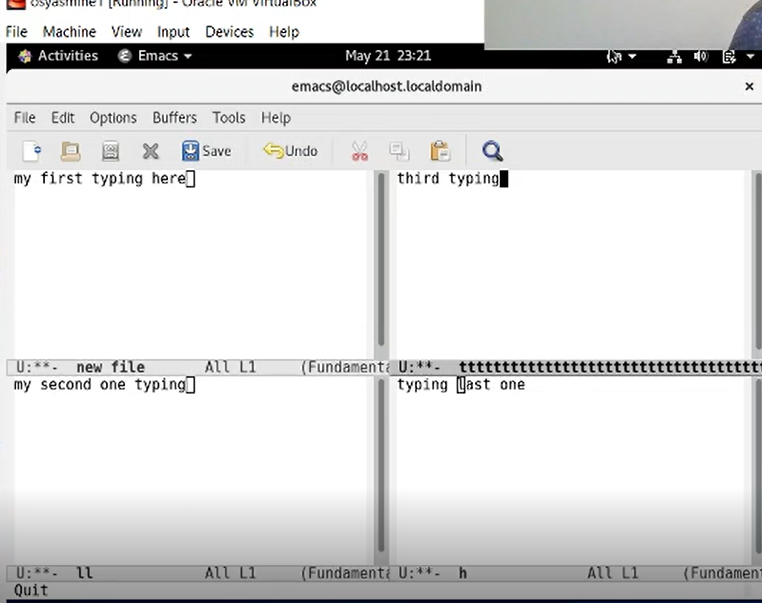 osyasmine1 [Running] - Oracle VM VirtualBox
File Machine View Input Devices Help
Activities Emacs May 21 23:21
emacs@localhost.localdomain
File Edit Options Buffers Tools Help
Save Undo
my first typing here
third typing
U:**- new file All L1 (Fundamenta
U:**- ttttttttttttttttttttttttttttttttttt
my second one typing
typing last one
U:**- ll All L1 (Fundamenta
U:**- h All L1 (Fundamen
Quit